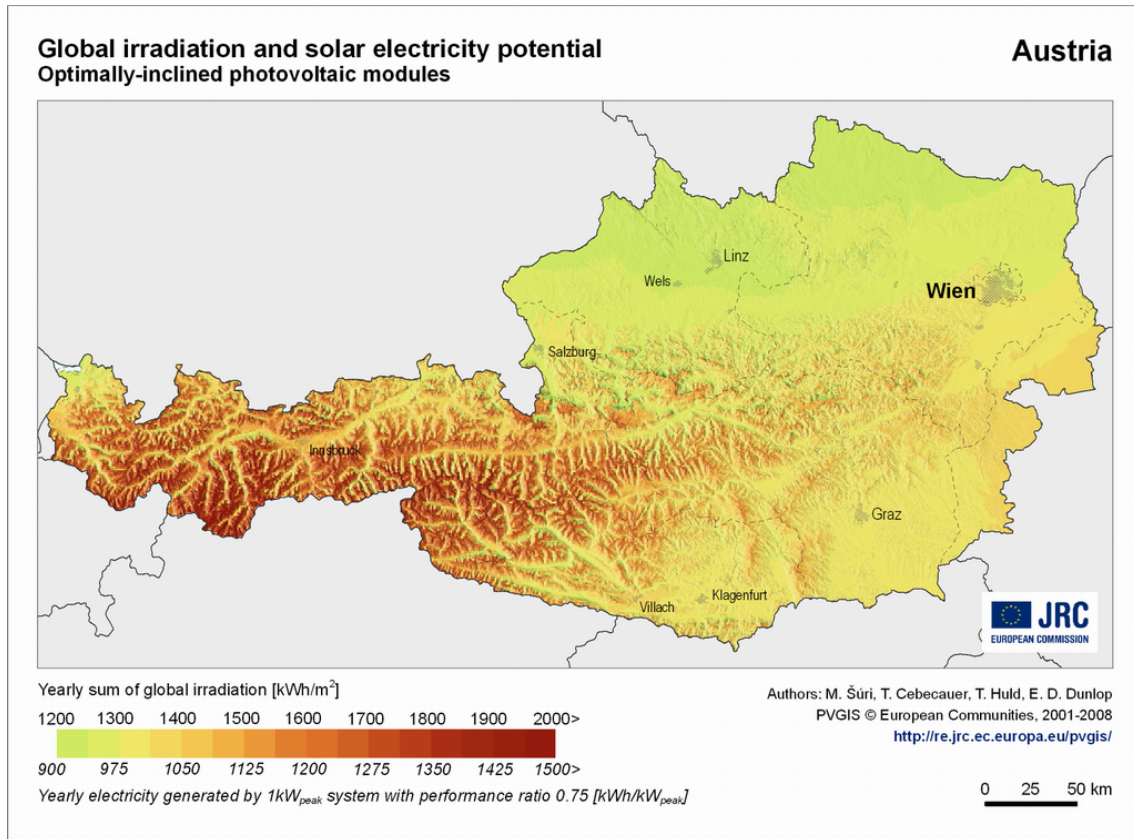 Global irradiation and solar electricity potential
Optimally-inclined photovoltaic modules
Austria
Linz
Wels
Wien
Salzburg
Innsbruck
Graz
Villach
Klagenfurt
JRC
EUROPEAN COMMISSION
Yearly sum of global irradiation [kWh/m²]
1200 1300 1400 1500 1600 1700 1800 1900 2000>
900 975 1050 1125 1200 1275 1350 1425 1500>
Yearly electricity generated by 1kWpeak system with performance ratio 0.75 [kWh/kWpeak]
Authors: M. Šúri, T. Cebecauer, T. Huld, E. D. Dunlop
PVGIS © European Communities, 2001-2008
http://re.jrc.ec.europa.eu/pvgis/
0 25 50 km